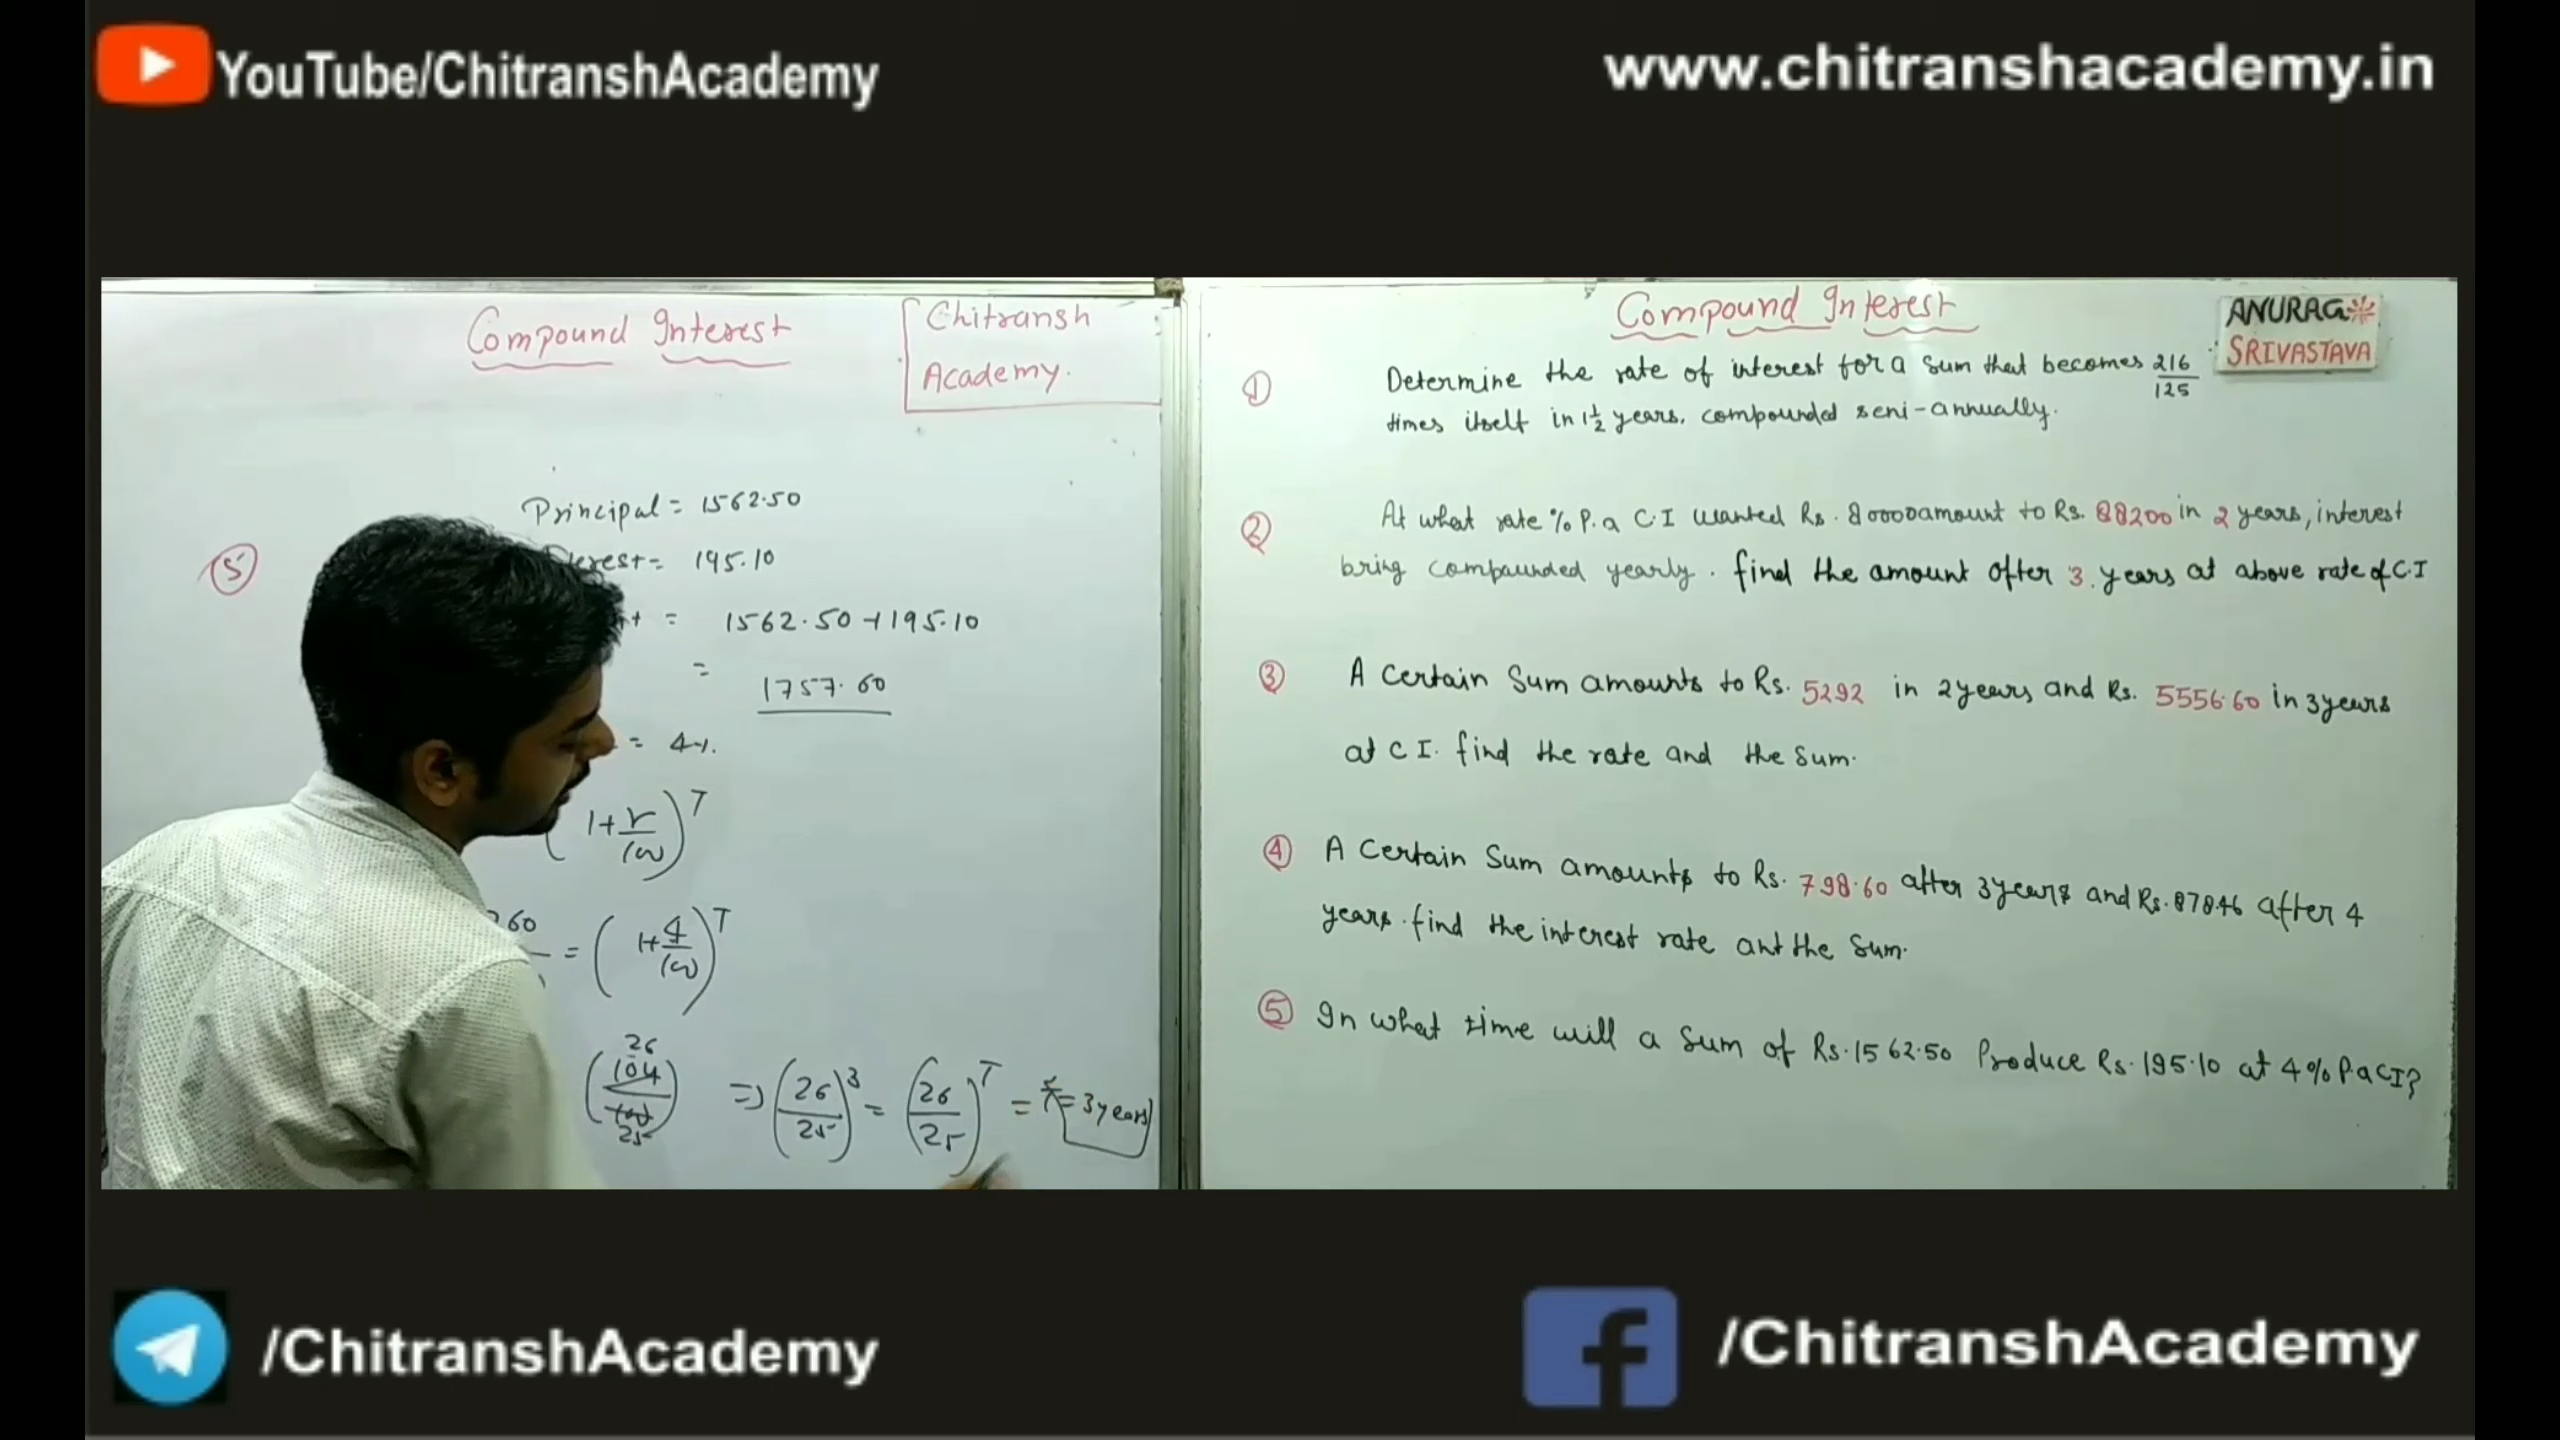 YouTube/ChitranshAcademy
www.chitranshacademy.in
Compound Interest
Chitransh
Academy.
5
Principal = 1562.50
= 195.10
= 1562.50 + 195.10
= 1757.60
= 4%.
(1+r/100)^T
= (1+4/100)^T
26
(104/100)
25
=> (26/25)^3 = (26/25)^T = T = 3 years
Compound Interest
ANURAG
SRIVASTAVA
1 Determine the rate of interest for a sum that becomes 216/125
times itself in 1 1/2 years, compounded semi-annually.
2 At what rate % P.a C.I wanted Rs. 80000 amount to Rs. 88200 in 2 years, interest
bring compaunded yearly. find the amount after 3. years at above rate of C.I
3 A Certain Sum amounts to Rs. 5292 in 2 years and Rs. 5556.60 in 3 years
at C I. find the rate and the sum.
4 A Certain Sum amounts to Rs. 798.60 after 3 years and Rs. 878.46 after 4
years. find the interest rate ant the Sum.
5 In what time will a sum of Rs. 1562.50 Produce Rs. 195.10 at 4% P.a C.I?
/ChitranshAcademy
/ChitranshAcademy